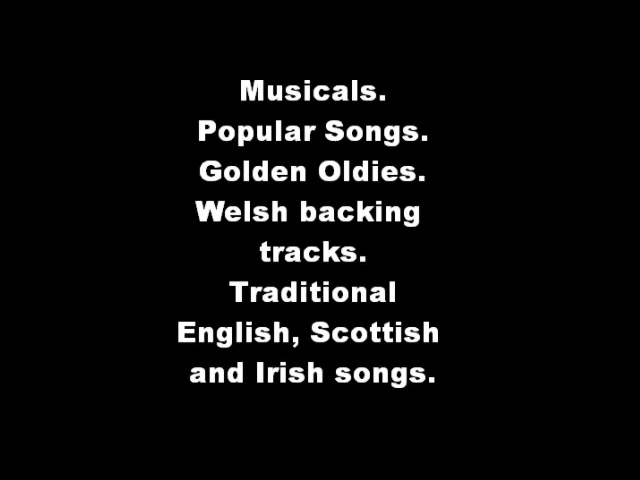 Musicals.
Popular Songs.
Golden Oldies.
Welsh backing
tracks.
Traditional
English, Scottish
and Irish songs.